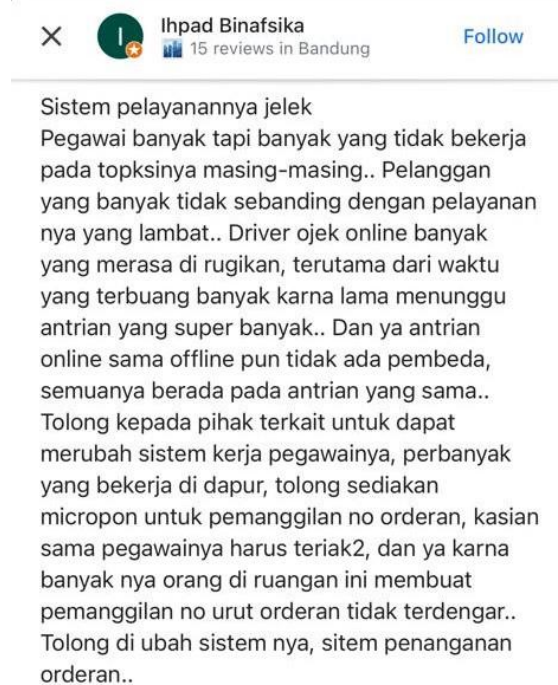 Ihpad Binafsika
15 reviews in Bandung
Follow
Sistem pelayanannya jelek
Pegawai banyak tapi banyak yang tidak bekerja
pada topksinya masing-masing.. Pelanggan
yang banyak tidak sebanding dengan pelayanan
nya yang lambat.. Driver ojek online banyak
yang merasa di rugikan, terutama dari waktu
yang terbuang banyak karna lama menunggu
antrian yang super banyak.. Dan ya antrian
online sama offline pun tidak ada pembeda,
semuanya berada pada antrian yang sama..
Tolong kepada pihak terkait untuk dapat
merubah sistem kerja pegawainya, perbanyak
yang bekerja di dapur, tolong sediakan
micropon untuk pemanggilan no orderan, kasian
sama pegawainya harus teriak2, dan ya karna
banyak nya orang di ruangan ini membuat
pemanggilan no urut orderan tidak terdengar..
Tolong di ubah sistem nya, sitem penanganan
orderan..